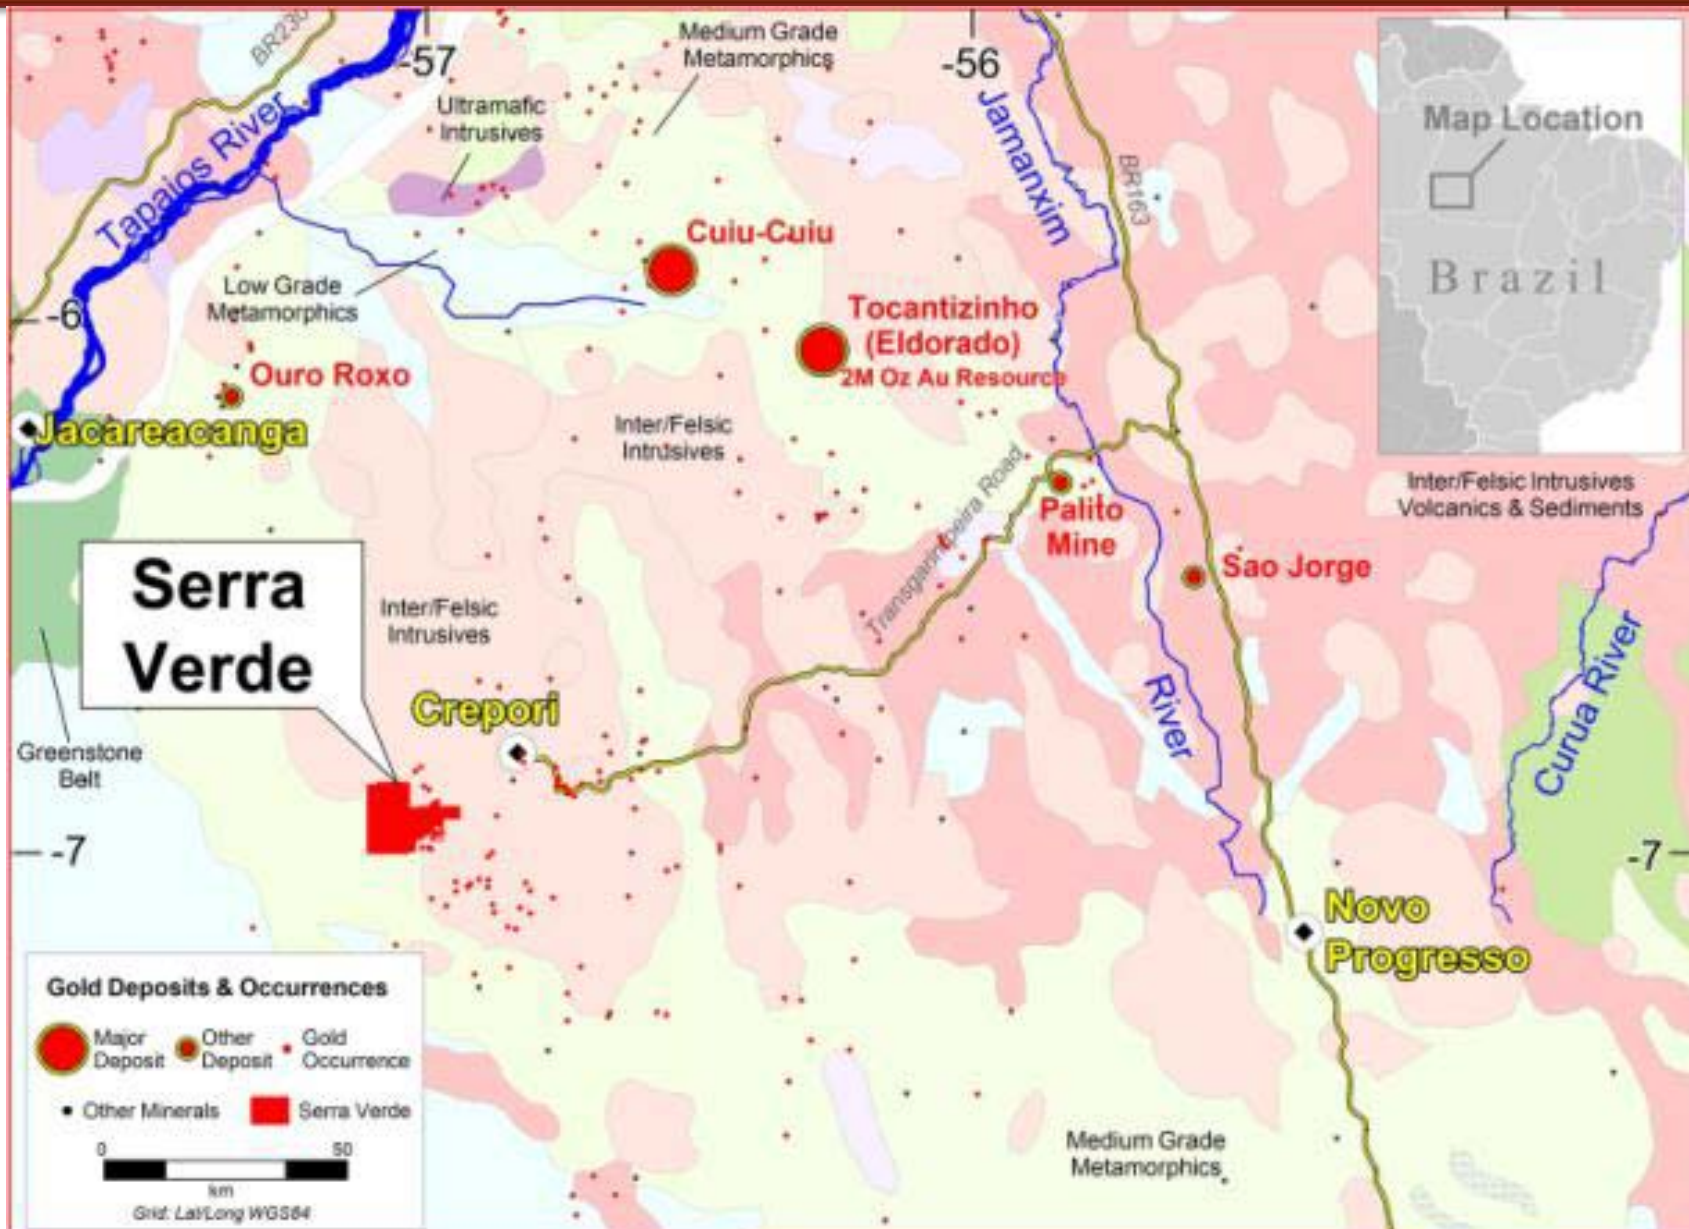 BR230
-57
Medium Grade
Metamorphics
-56
Ultramafic
Intrusives
Tapaios River
Jamanxim
BR163
Map Location
Brazil
Cuiu-Cuiu
Low Grade
Metamorphics
-6
Tocantizinho
(Eldorado)
2M Oz Au Resource
Ouro Roxo
Jacareacanga
Inter/Felsic
Intrusives
Inter/Felsic Intrusives
Volcanics & Sediments
Palito
Mine
Sao Jorge
Serra
Verde
Inter/Felsic
Intrusives
River
Curua River
Crepori
Greenstone
Belt
-7
-7
Novo
Progresso
Gold Deposits & Occurrences
Major
Deposit
Other
Deposit
Gold
Occurrence
Other Minerals
Serra Verde
0 50
km
Grid: Lat/Long WGS84
Medium Grade
Metamorphics
Road